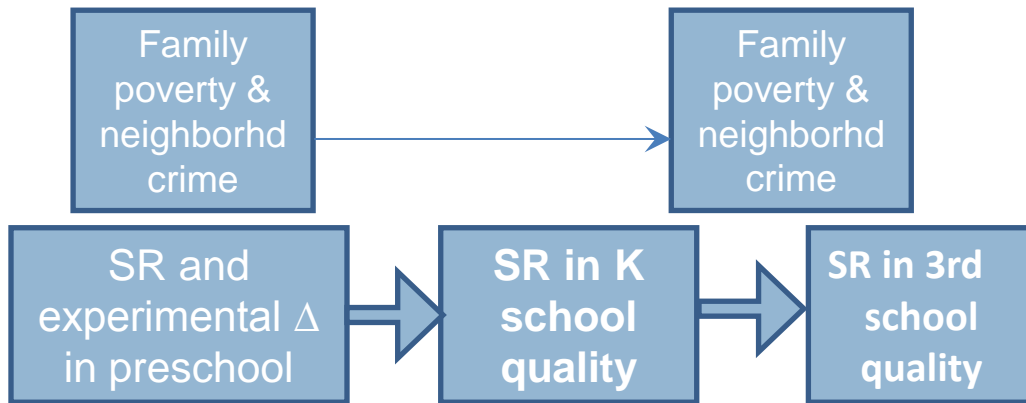 Family
poverty &
neighborhd
crime
Family
poverty &
neighborhd
crime
SR and
experimental Δ
in preschool
SR in K
school
quality
SR in 3rd
school
quality